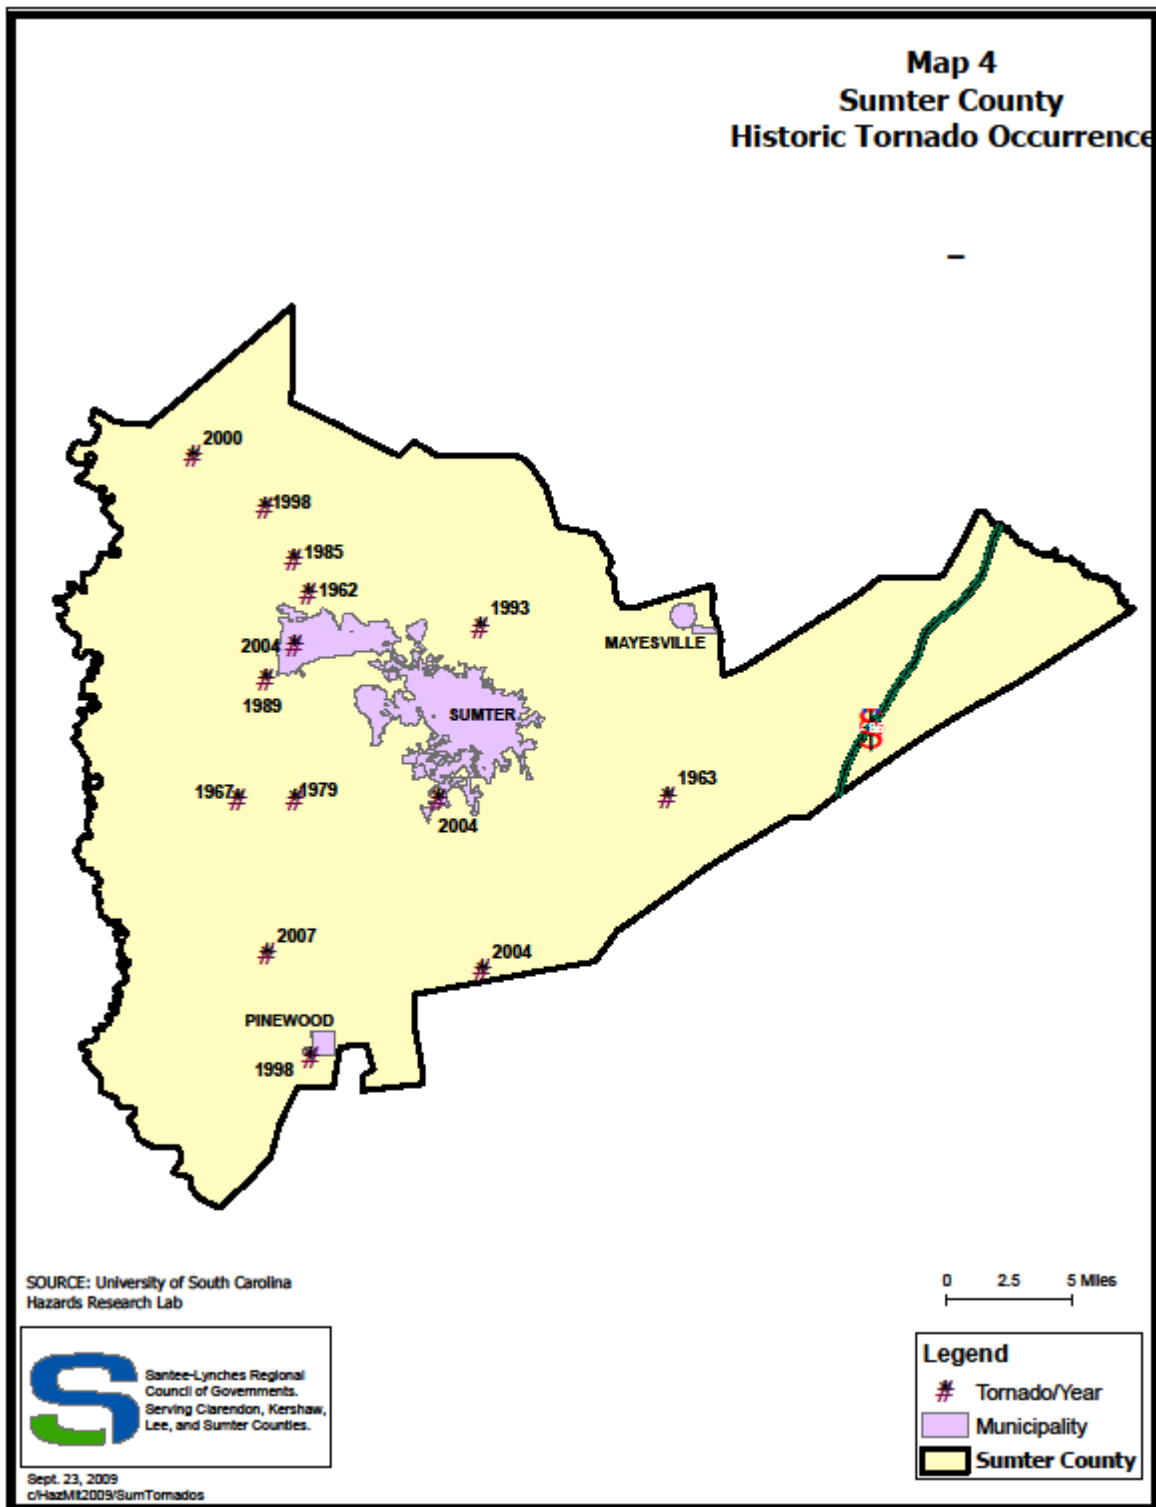 Map 4
Sumter County
Historic Tornado Occurrence
2000
1998
1985
1962
1993
2004
MAYESVILLE
1989
SUMTER
1967
1979
1963
2004
2007
2004
PINEWOOD
1998
SOURCE: University of South Carolina
Hazards Research Lab
0 2.5 5 Miles
Santee-Lynches Regional
Council of Governments.
Serving Clarendon, Kershaw,
Lee, and Sumter Counties.
Legend
Tornado/Year
Municipality
Sumter County
Sept. 23, 2009
c/HazMit2009/SumTornados